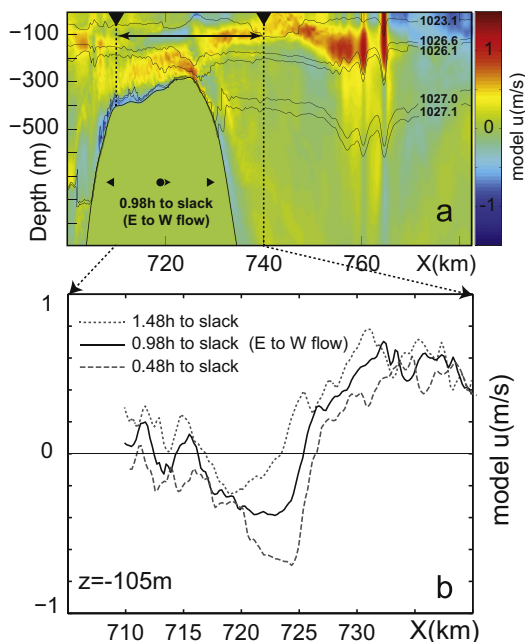 −100
−300
−500
Depth (m)
1023.1
1026.6
1026.1
1027.0
1027.1
0.98h to slack
(E to W flow)
a
720
740
760
X(km)
1
0
-1
model u(m/s)
1
0
−1
1.48h to slack
0.98h to slack (E to W flow)
0.48h to slack
z=-105m
b
model u(m/s)
710
715
720
725
730
X(km)